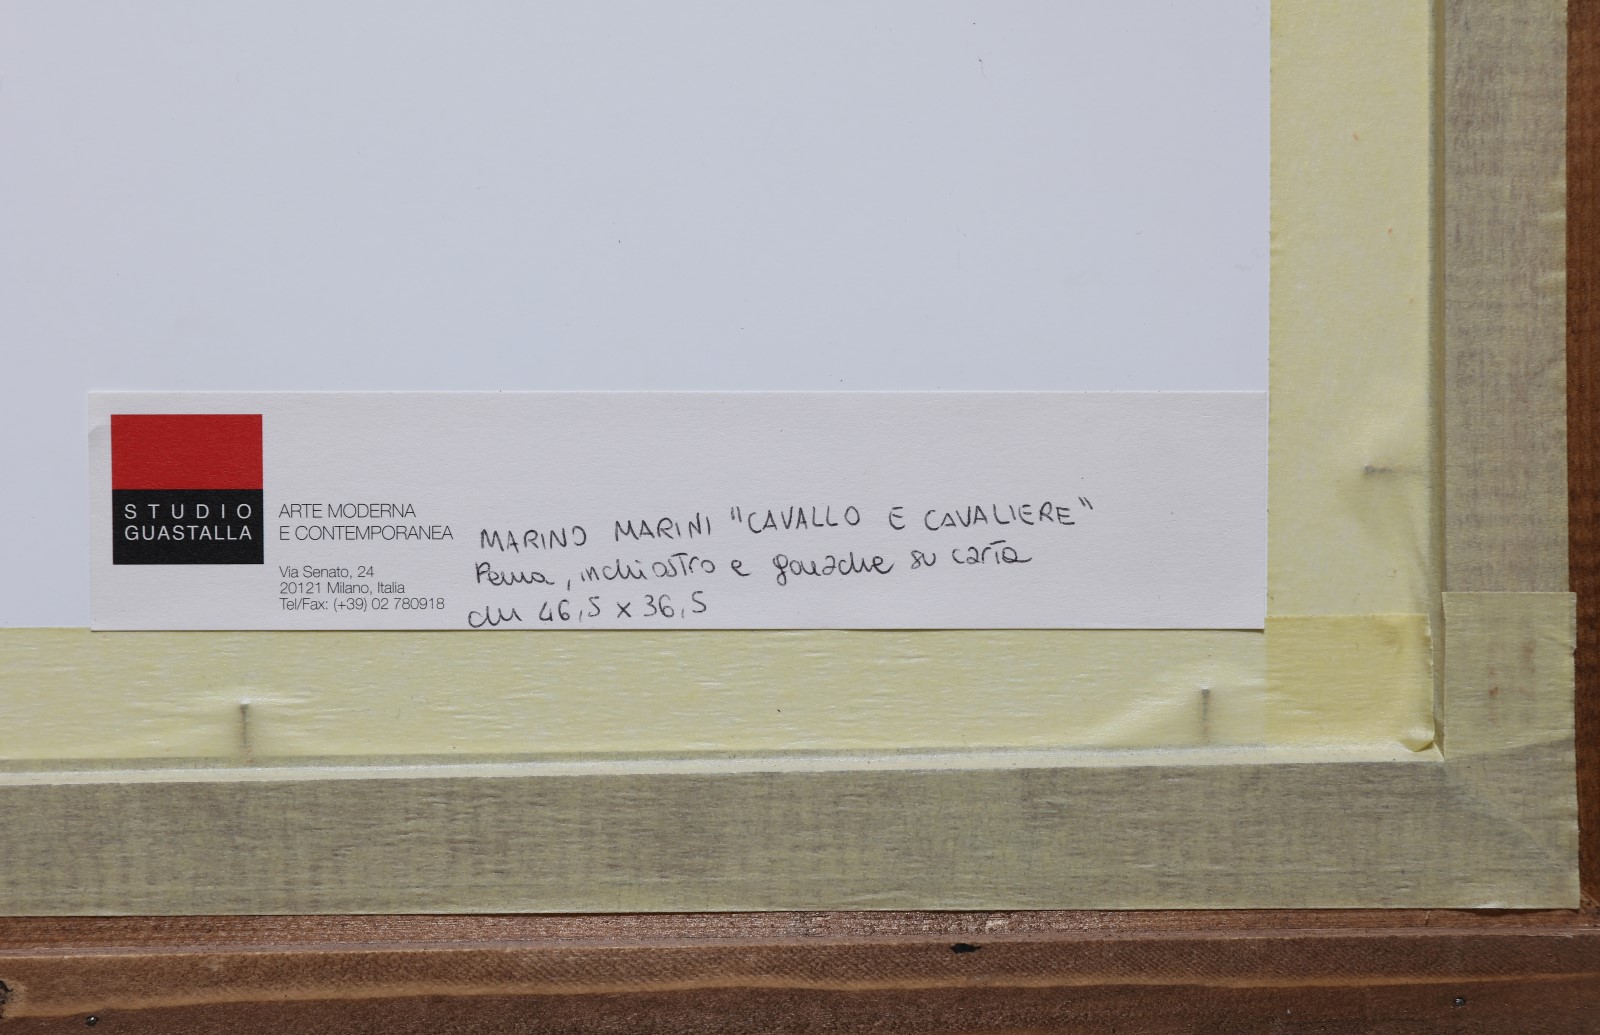 STUDIO
GUASTALLA
ARTE MODERNA
E CONTEMPORANEA
Via Senato, 24
20121 Milano, Italia
Tel/Fax: (+39) 02 780918
MARINO MARINI "CAVALLO E CAVALIERE"
Penna, inchiostro e gouache su carta
cm 46,5 x 36,5